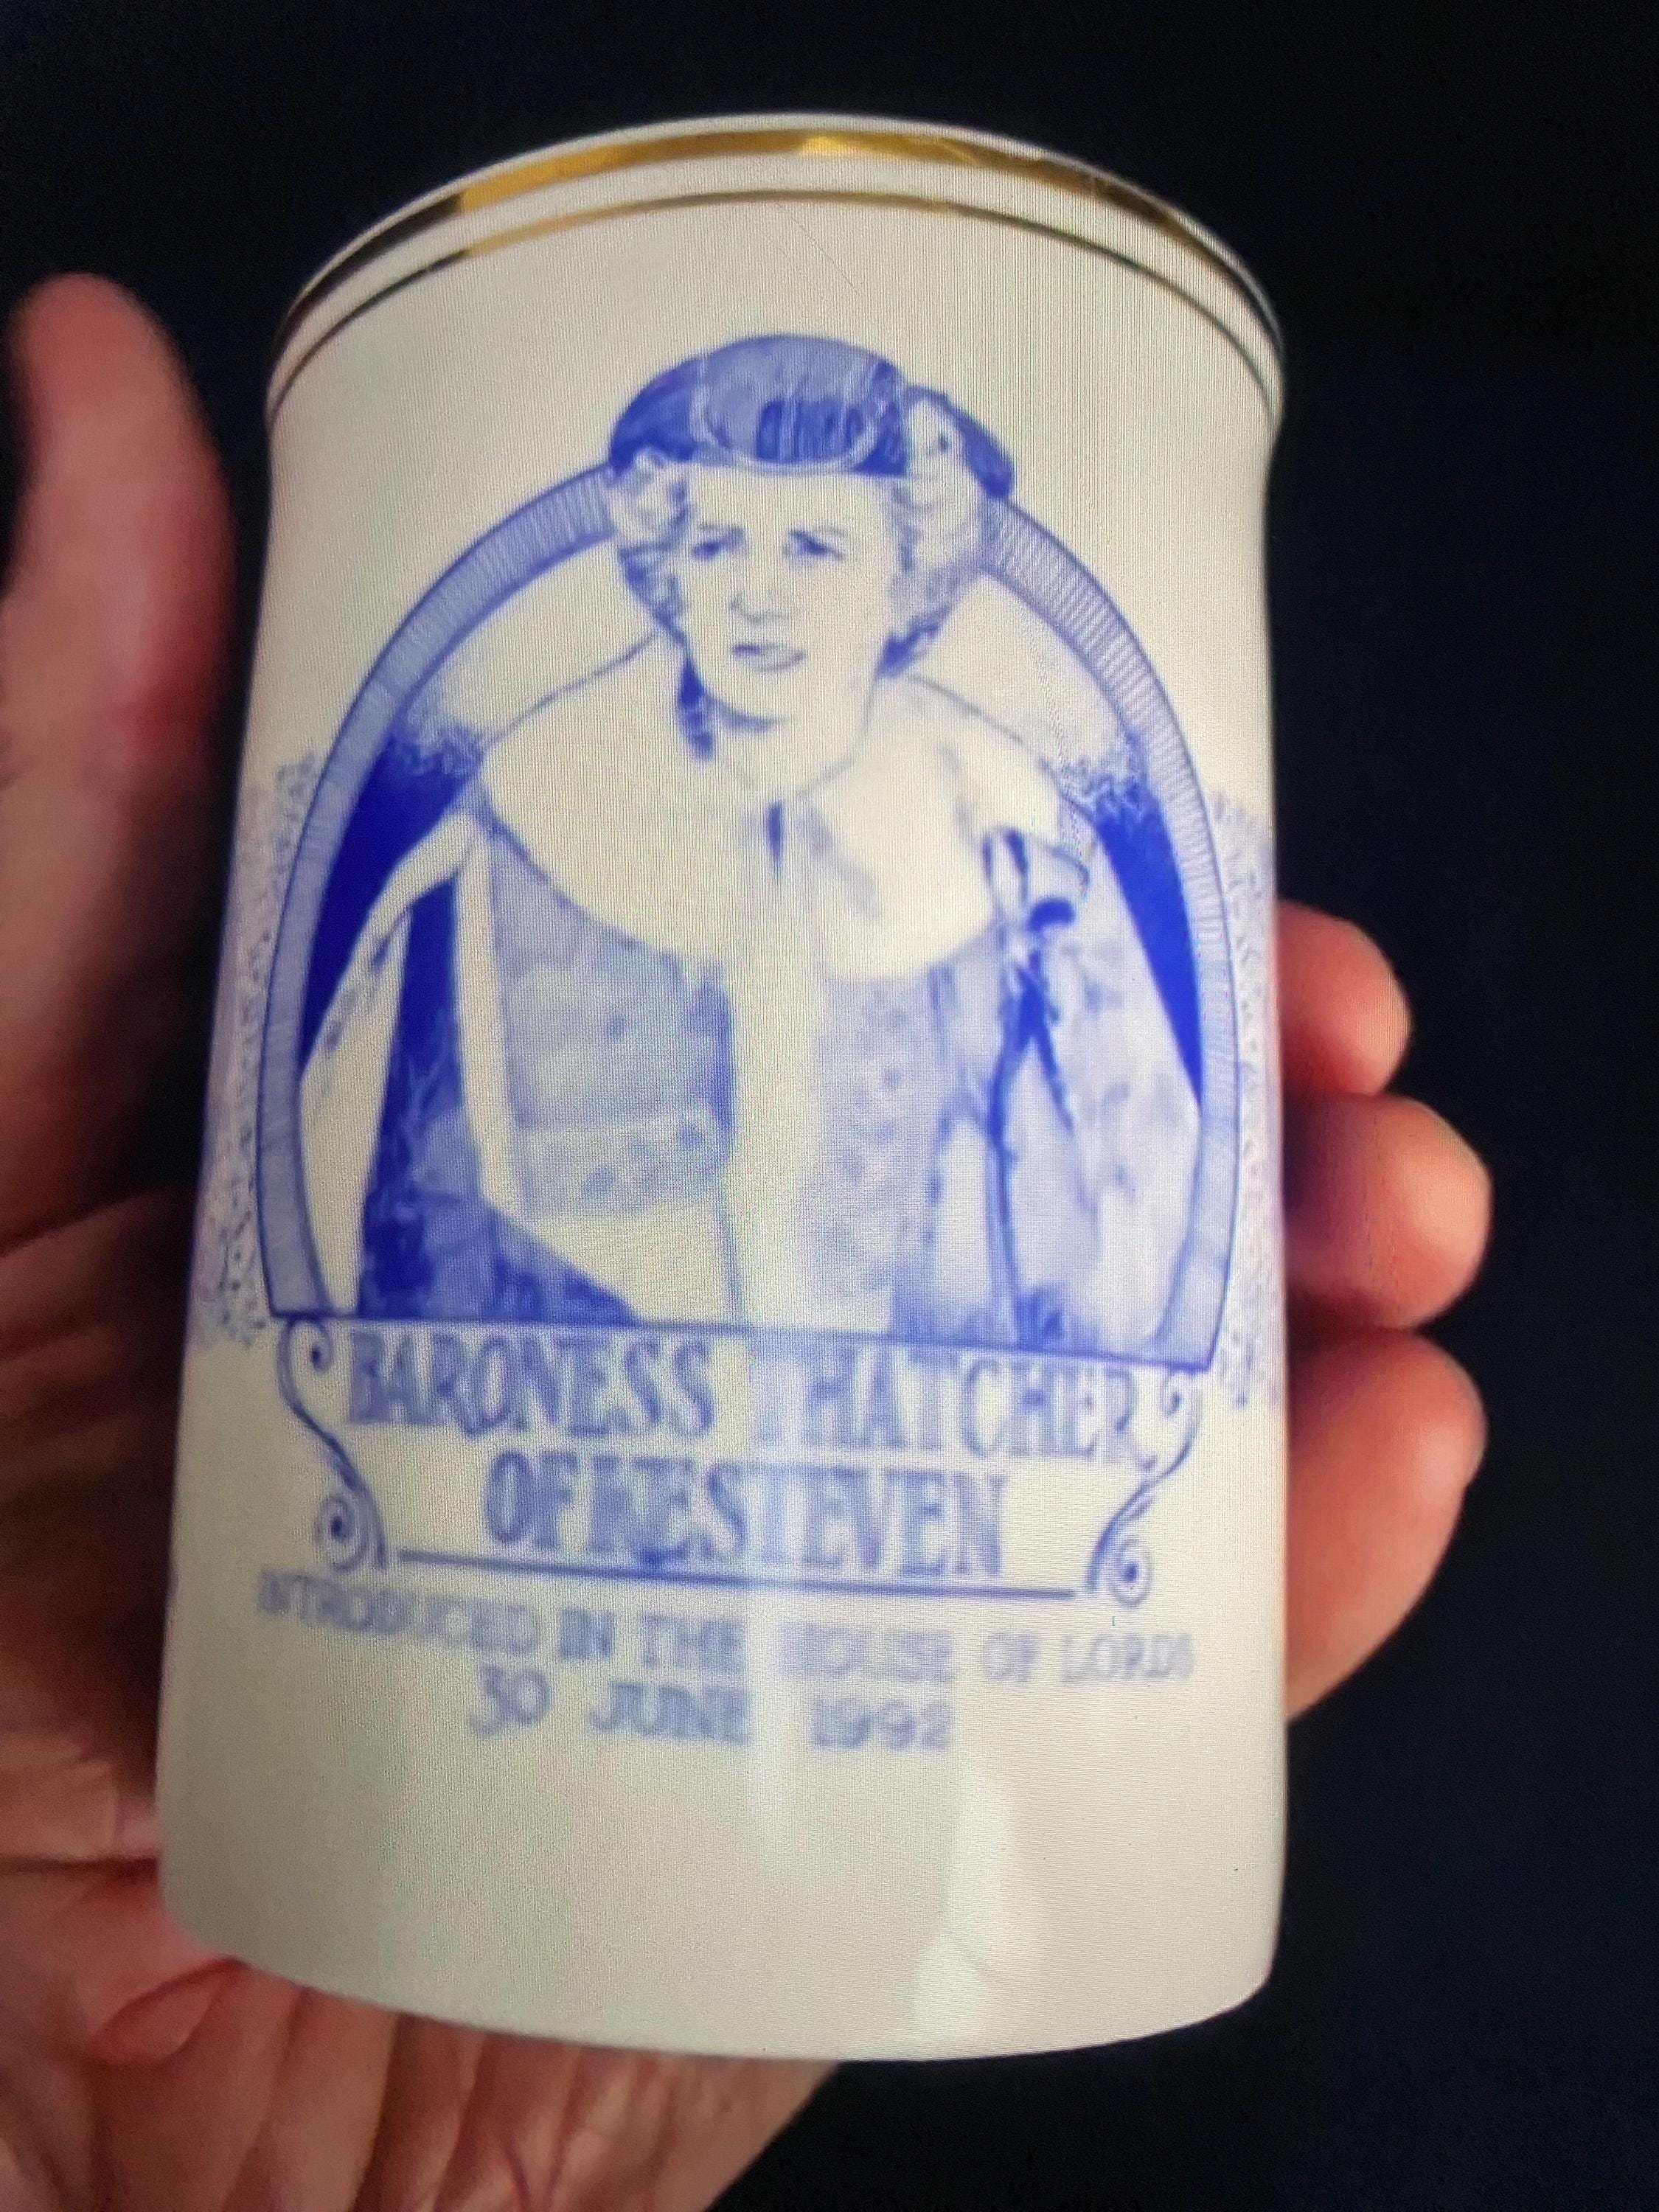 BARONESS THATCHER
OF KESTEVEN
INTRODUCED IN THE HOUSE OF LORDS
30 JUNE 1992